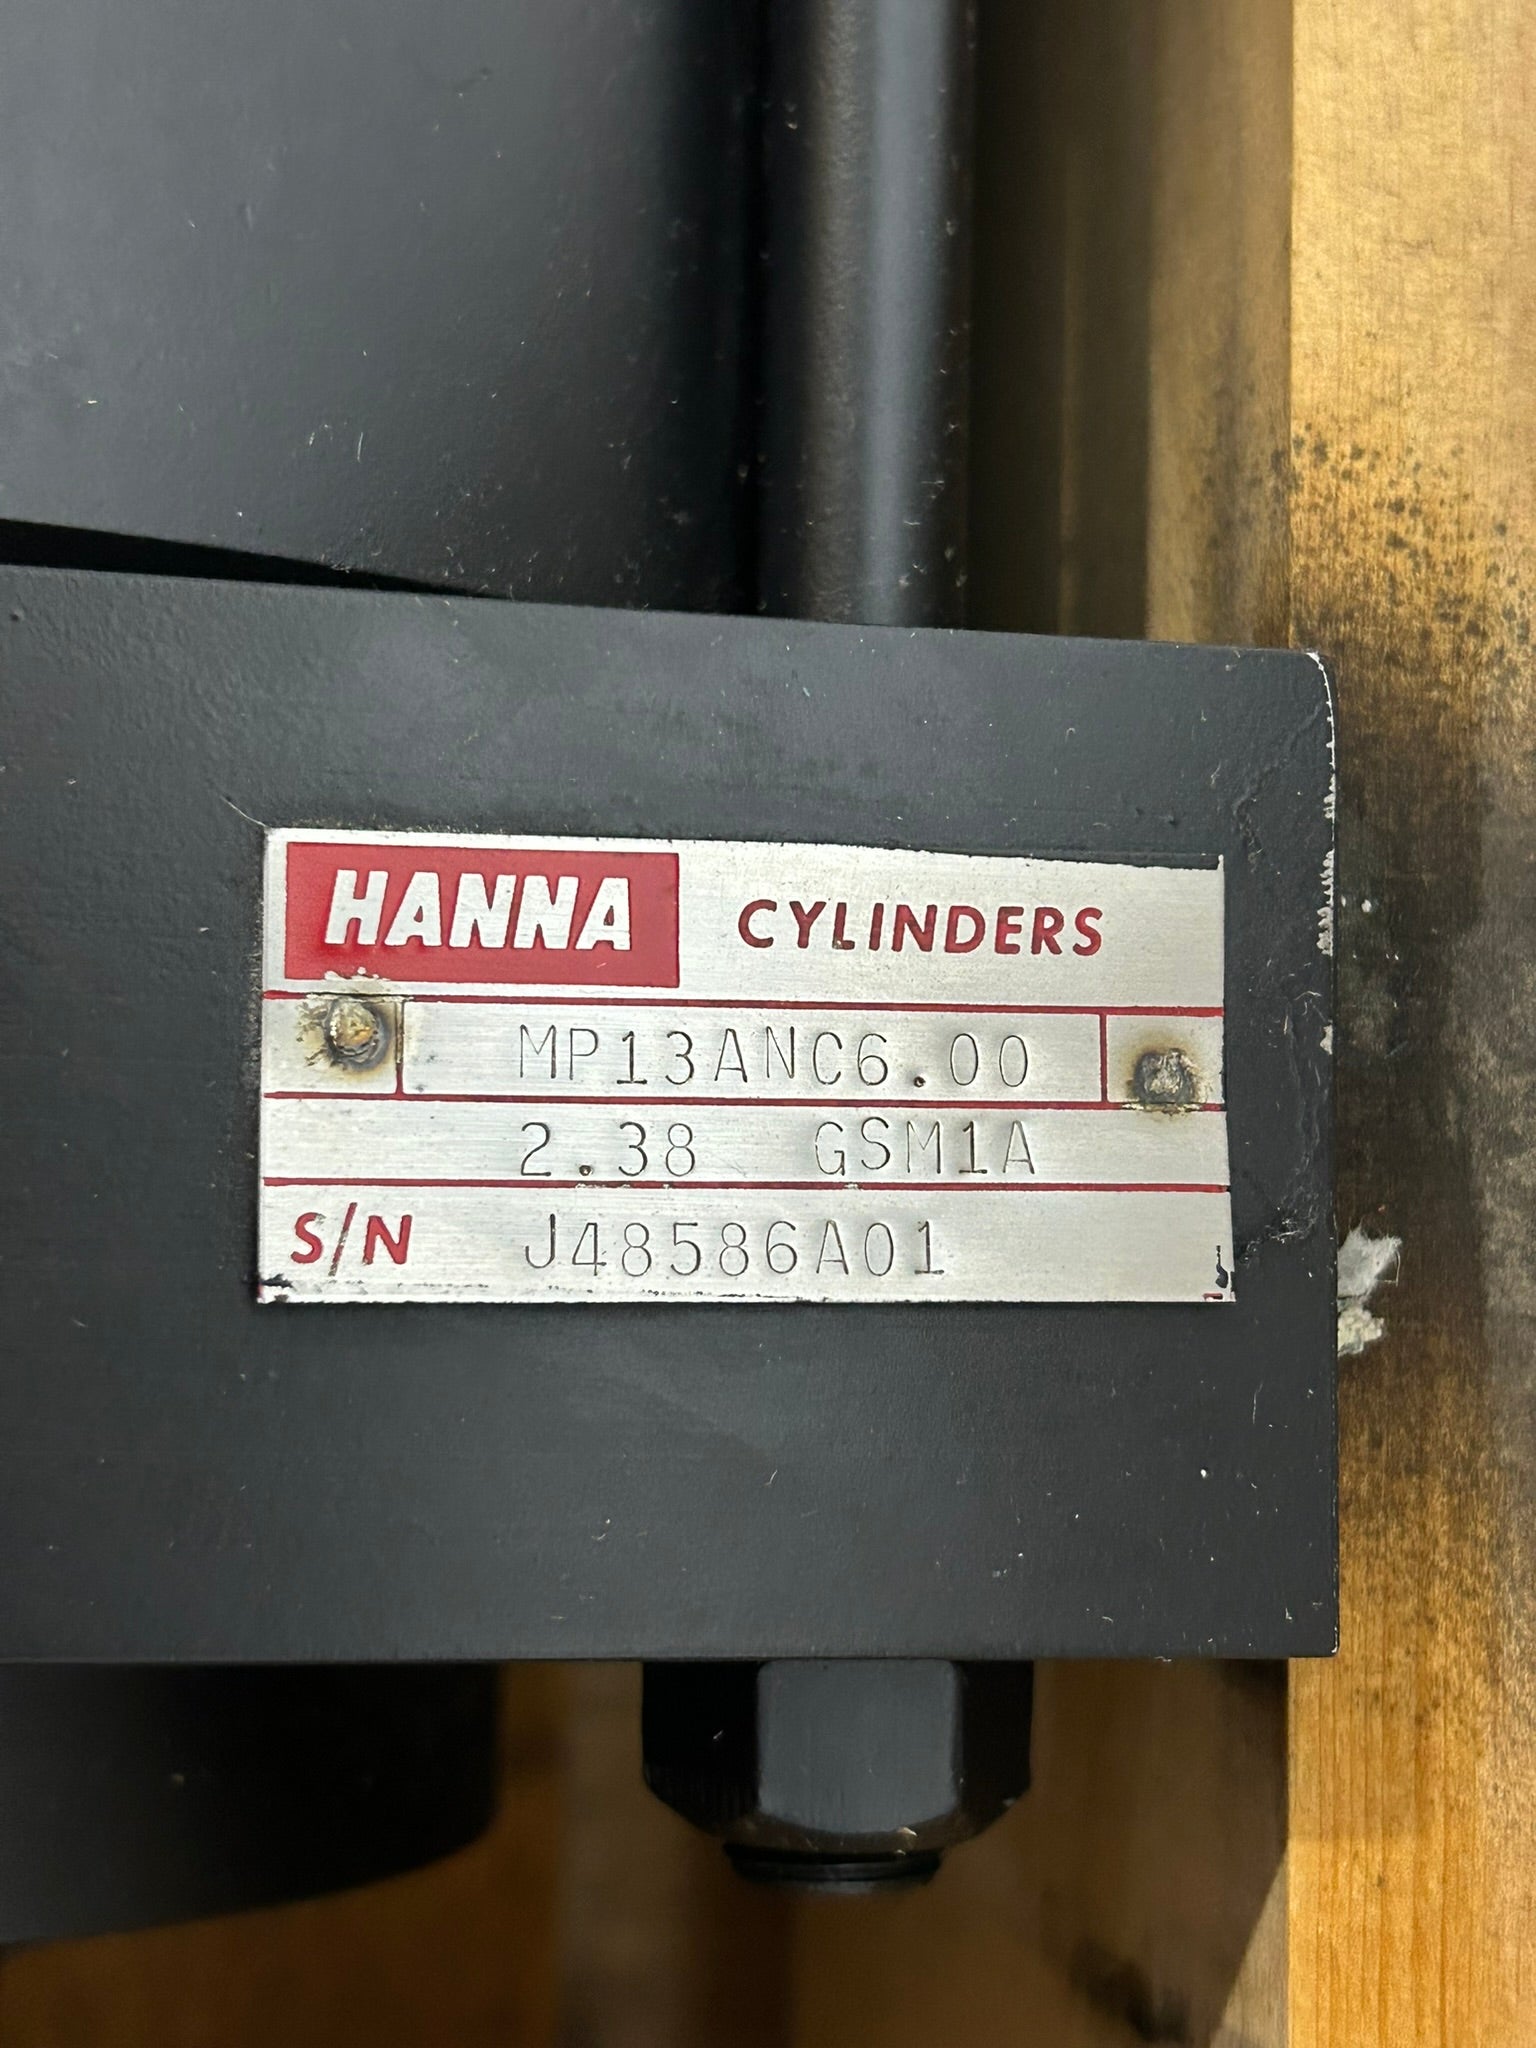 HANNA CYLINDERS
MP13ANC6.00
2.38 GSM1A
S/N J48586A01